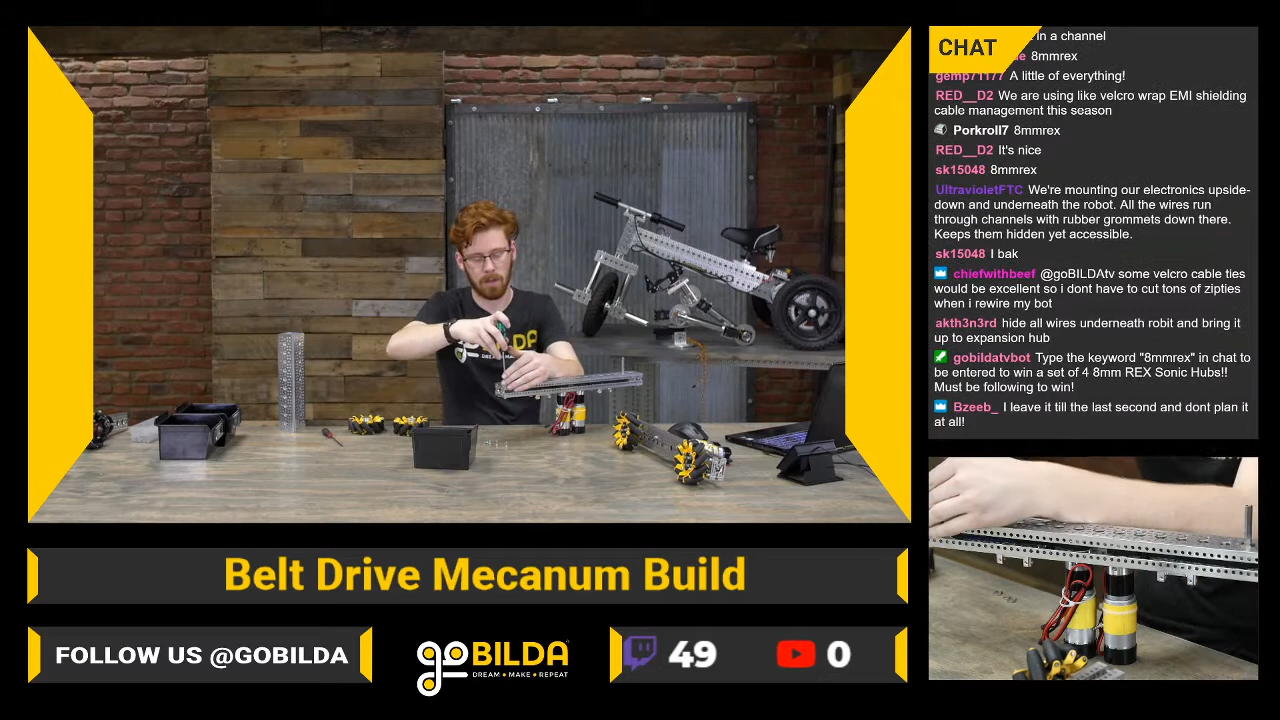 CHAT
in a channel
8mmrex
gemp71177 A little of everything!
RED__D2 We are using like velcro wrap EMI shielding
cable management this season
Porkroll7 8mmrex
RED__D2 It's nice
sk15048 8mmrex
UltravioletFTC We're mounting our electronics upside-
down and underneath the robot. All the wires run
through channels with rubber grommets down there.
Keeps them hidden yet accessible.
sk15048 I bak
chiefwithbeef @goBILDAtv some velcro cable ties
would be excellent so i dont have to cut tons of zipties
when i rewire my bot
akth3n3rd hide all wires underneath robit and bring it
up to expansion hub
gobildatvbot Type the keyword "8mmrex" in chat to
be entered to win a set of 4 8mm REX Sonic Hubs!!
Must be following to win!
Bzeeb_ I leave it till the last second and dont plan it
at all!
Belt Drive Mecanum Build
FOLLOW US @GOBILDA
goBILDA
DREAM • MAKE • REPEAT
49
0